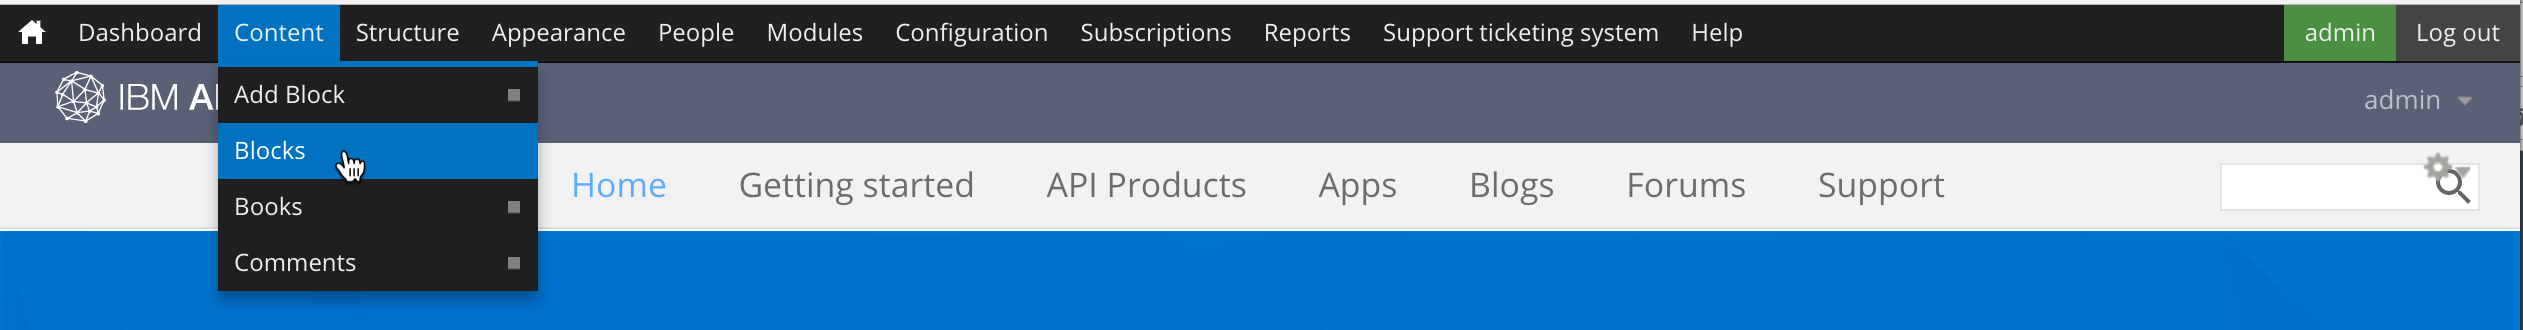 Dashboard Content Structure Appearance People Modules Configuration Subscriptions Reports Support ticketing system Help admin Log out
Add Block
IBM admin
Blocks
Home Getting started API Products Apps Blogs Forums Support
Books
Comments